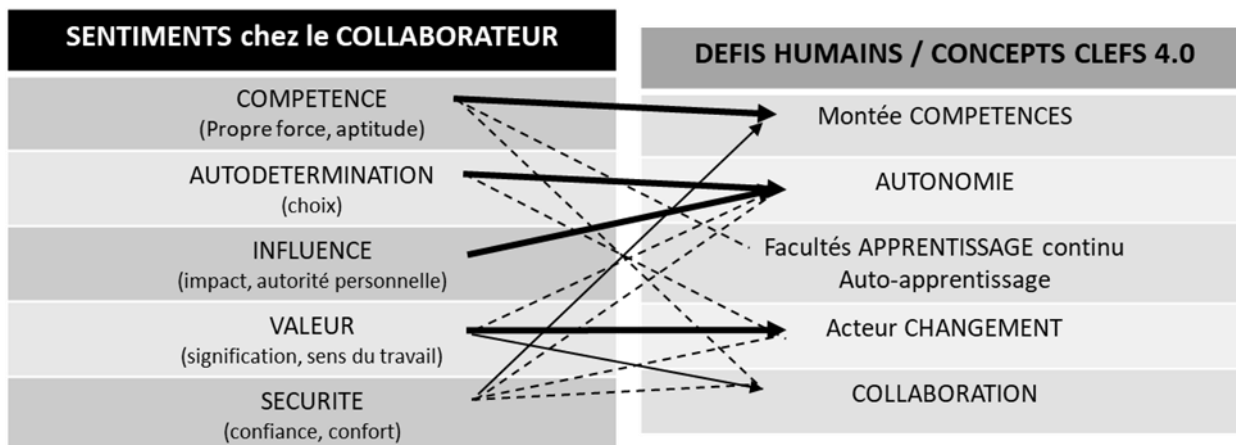 SENTIMENTS chez le COLLABORATEUR
COMPETENCE
(Propre force, aptitude)
AUTODETERMINATION
(choix)
INFLUENCE
(impact, autorité personnelle)
VALEUR
(signification, sens du travail)
SECURITE
(confiance, confort)
DEFIS HUMAINS / CONCEPTS CLEFS 4.0
Montée COMPETENCES
AUTONOMIE
Facultés APPRENTISSAGE continu
Auto-apprentissage
Acteur CHANGEMENT
COLLABORATION